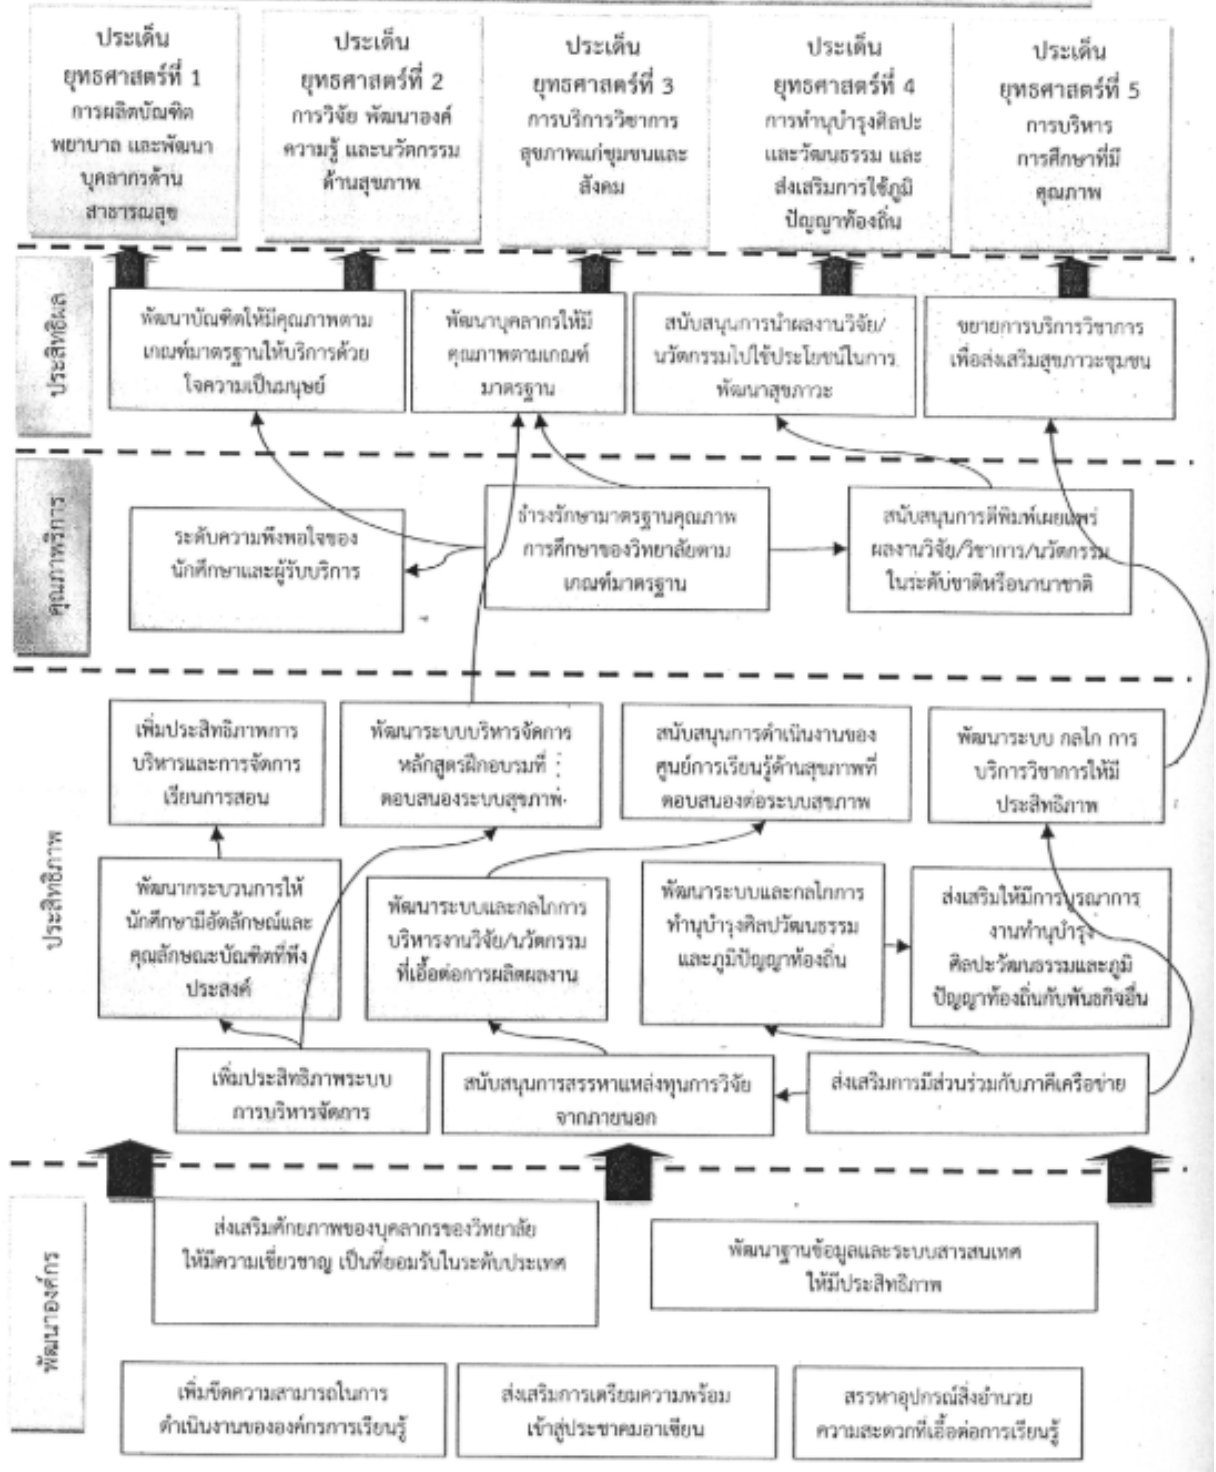 ประเด็น
ยุทธศาสตร์ที่ 1
การผลิตบัณฑิต
พยาบาล และพัฒนา
บุคลากรด้าน
สาธารณสุข
ประเด็น
ยุทธศาสตร์ที่ 2
การวิจัย พัฒนาองค์
ความรู้ และนวัตกรรม
ด้านสุขภาพ
ประเด็น
ยุทธศาสตร์ที่ 3
การบริการวิชาการ
สุขภาพแก่ชุมชนและ
สังคม
ประเด็น
ยุทธศาสตร์ที่ 4
การทำนุบำรุงศิลปะ
และวัฒนธรรม และ
ส่งเสริมการใช้ภูมิ
ปัญญาท้องถิ่น
ประเด็น
ยุทธศาสตร์ที่ 5
การบริหาร
การศึกษาที่มี
คุณภาพ
ประสิทธิผล
พัฒนาบัณฑิตให้มีคุณภาพตาม
เกณฑ์มาตรฐานให้บริการด้วย
ใจความเป็นมนุษย์
พัฒนาบุคลากรให้มี
คุณภาพตามเกณฑ์
มาตรฐาน
สนับสนุนการนำผลงานวิจัย/
นวัตกรรมไปใช้ประโยชน์ในการ
พัฒนาสุขภาวะ
ขยายการบริการวิชาการ
เพื่อส่งเสริมสุขภาวะชุมชน
คุณภาพริการ
ระดับความพึงพอใจของ
นักศึกษาและผู้รับบริการ
ธำรงรักษามาตรฐานคุณภาพ
การศึกษาของวิทยาลัยตาม
เกณฑ์มาตรฐาน
สนับสนุนการตีพิมพ์เผยแพร่
ผลงานวิจัย/วิชาการ/นวัตกรรม
ในระดับชาติหรือนานาชาติ
ประสิทธิภาพ
เพิ่มประสิทธิภาพการ
บริหารและการจัดการ
เรียนการสอน
พัฒนาระบบบริหารจัดการ
หลักสูตรฝึกอบรมที่
ตอบสนองระบบสุขภาพ
สนับสนุนการดำเนินงานของ
ศูนย์การเรียนรู้ด้านสุขภาพที่
ตอบสนองต่อระบบสุขภาพ
พัฒนาระบบ กลไก การ
บริการวิชาการให้มี
ประสิทธิภาพ
พัฒนากระบวนการให้
นักศึกษามีอัตลักษณ์และ
คุณลักษณะบัณฑิตที่พึง
ประสงค์
พัฒนาระบบและกลไกการ
บริหารงานวิจัย/นวัตกรรม
ที่เอื้อต่อการผลิตผลงาน
พัฒนาระบบและกลไกการ
ทำนุบำรุงศิลปวัฒนธรรม
และภูมิปัญญาท้องถิ่น
ส่งเสริมให้มีการบูรณาการ
งานทำนุบำรุง
ศิลปะวัฒนธรรมและภูมิ
ปัญญาท้องถิ่นกับพันธกิจอื่น
เพิ่มประสิทธิภาพระบบ
การบริหารจัดการ
สนับสนุนการสรรหาแหล่งทุนการวิจัย
จากภายนอก
ส่งเสริมการมีส่วนร่วมกับภาคีเครือข่าย
พัฒนาองค์กร
ส่งเสริมศักยภาพของบุคลากรของวิทยาลัย
ให้มีความเชี่ยวชาญ เป็นที่ยอมรับในระดับประเทศ
พัฒนาฐานข้อมูลและระบบสารสนเทศ
ให้มีประสิทธิภาพ
เพิ่มขีดความสามารถในการ
ดำเนินงานขององค์กรการเรียนรู้
ส่งเสริมการเตรียมความพร้อม
เข้าสู่ประชาคมอาเซียน
สรรหาอุปกรณ์สิ่งอำนวย
ความสะดวกที่เอื้อต่อการเรียนรู้